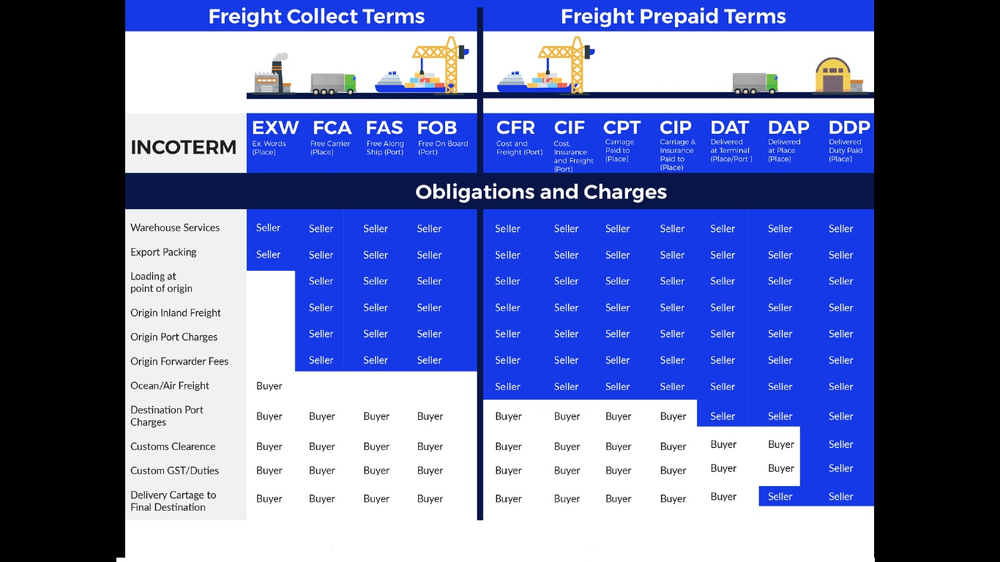 Freight Collect Terms Freight Prepaid Terms
INCOTERM
EXW FCA FAS FOB CFR CIF CPT CIP DAT DAP DDP
Ex. Words
(Place)
Free Carrier
(Place)
Free Along
Ship (Port)
Free On Board
(Port)
Cost and
Freight (Port)
Cost,
Insurance
and Freight
(Port)
Carriage
Paid to
(Place)
Carriage &
Insurance
Paid to
(Place)
Delivered
at Terminal
(Place/Port )
Delivered
at Place
(Place)
Delivered
Duty Paid
(Place)
Obligations and Charges
Warehouse Services Seller Seller Seller Seller Seller Seller Seller Seller Seller Seller Seller
Export Packing Seller Seller Seller Seller Seller Seller Seller Seller Seller Seller Seller
Loading at
point of origin Seller Seller Seller Seller Seller Seller Seller Seller Seller Seller
Origin Inland Freight Seller Seller Seller Seller Seller Seller Seller Seller Seller Seller
Origin Port Charges Seller Seller Seller Seller Seller Seller Seller Seller Seller Seller
Origin Forwarder Fees Seller Seller Seller Seller Seller Seller Seller Seller Seller Seller
Ocean/Air Freight Buyer Seller Seller Seller Seller Seller Seller Seller
Destination Port
Charges Buyer Buyer Buyer Buyer Buyer Buyer Buyer Buyer Seller Seller Seller
Customs Clearence Buyer Buyer Buyer Buyer Buyer Buyer Buyer Buyer Buyer Buyer Seller
Custom GST/Duties Buyer Buyer Buyer Buyer Buyer Buyer Buyer Buyer Buyer Buyer Seller
Delivery Cartage to
Final Destination Buyer Buyer Buyer Buyer Buyer Buyer Buyer Buyer Buyer Seller Seller